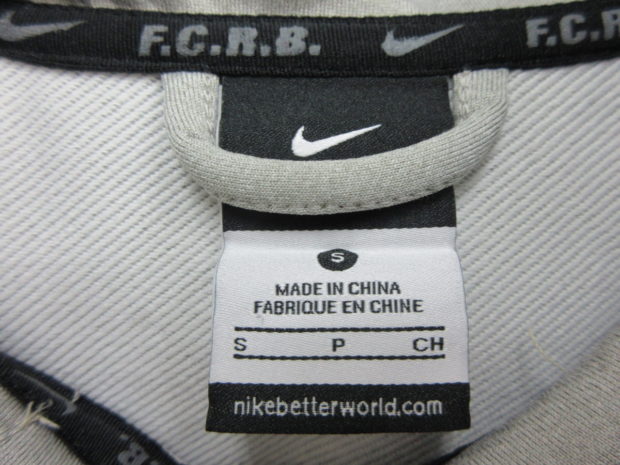 F.C.R.B.
F.C.R.B
S
MADE IN CHINA
FABRIQUE EN CHINE
S P CH
nikebetterworld.com
F.C.R.B.